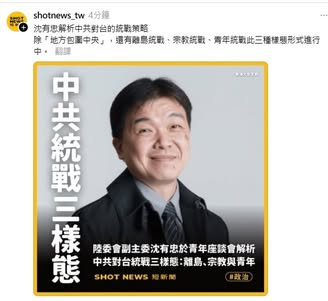 shotnews_tw 4分鐘
沈有忠解析中共對台的統戰策略
除「地方包圍中央」，還有離島統戰、宗教統戰、青年統戰此三種樣態形式進行
中。 翻譯
中共統戰三樣態
陸委會副主委沈有忠於青年座談會解析
中共對台統戰三樣態：離島、宗教與青年
SHOT NEWS 短新聞
#政治